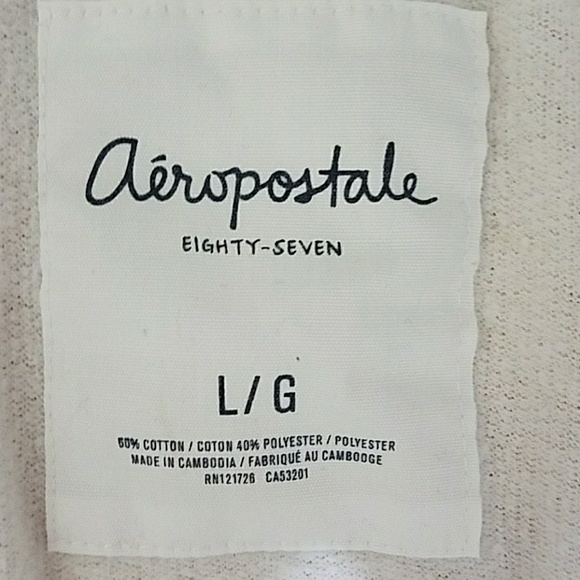 Aéropostale
EIGHTY-SEVEN
L/G
60% COTTON / COTON 40% POLYESTER / POLYESTER
MADE IN CAMBODIA / FABRIQUÉ AU CAMBODGE
RN121726 CA53201